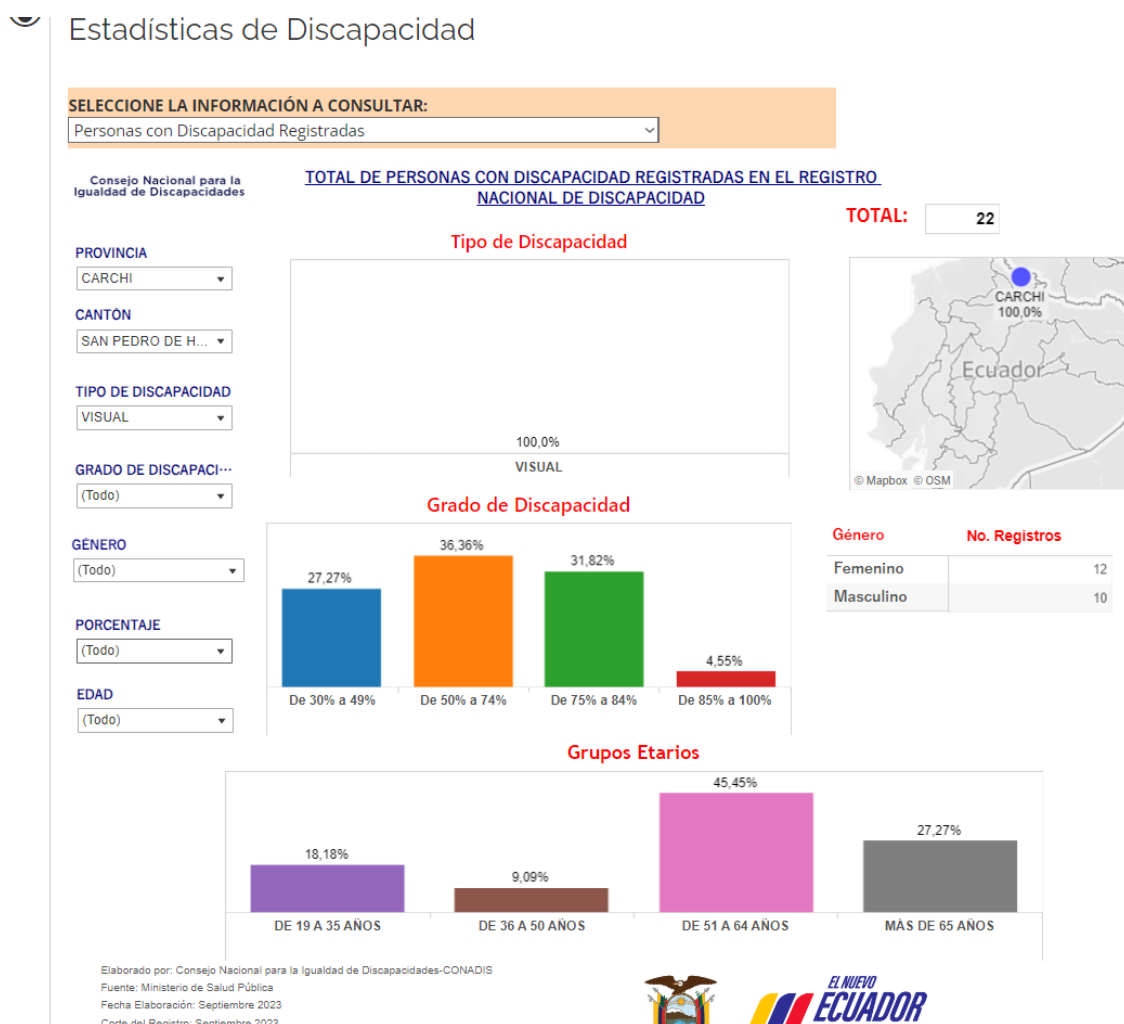 Estadísticas de Discapacidad
SELECCIONE LA INFORMACIÓN A CONSULTAR:
Personas con Discapacidad Registradas
Consejo Nacional para la
Igualdad de Discapacidades
TOTAL DE PERSONAS CON DISCAPACIDAD REGISTRADAS EN EL REGISTRO
NACIONAL DE DISCAPACIDAD
TOTAL: 22
PROVINCIA
CARCHI
CANTÓN
SAN PEDRO DE H...
TIPO DE DISCAPACIDAD
VISUAL
GRADO DE DISCAPACI...
(Todo)
GÉNERO
(Todo)
PORCENTAJE
(Todo)
EDAD
(Todo)
Tipo de Discapacidad
100,0%
VISUAL
CARCHI
100,0%
Ecuador
© Mapbox © OSM
Grado de Discapacidad
27,27%
36,36%
31,82%
4,55%
De 30% a 49%
De 50% a 74%
De 75% a 84%
De 85% a 100%
Género No. Registros
Femenino 12
Masculino 10
Grupos Etarios
18,18%
9,09%
45,45%
27,27%
DE 19 A 35 AÑOS
DE 36 A 50 AÑOS
DE 51 A 64 AÑOS
MÀS DE 65 AÑOS
Elaborado por: Consejo Nacional para la Igualdad de Discapacidades-CONADIS
Fuente: Ministerio de Salud Pública
Fecha Elaboración: Septiembre 2023
Corte del Registro: Septiembre 2023
EL NUEVO
ECUADOR